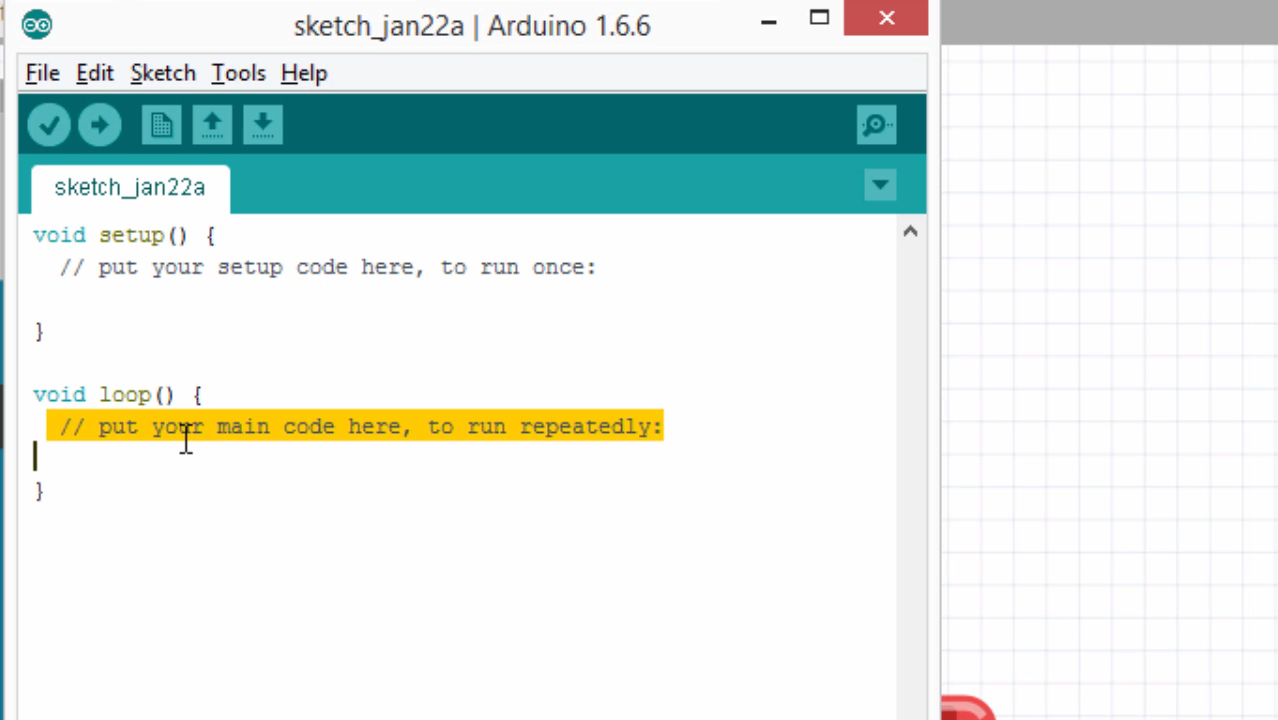 sketch_jan22a | Arduino 1.6.6
File Edit Sketch Tools Help
sketch_jan22a
void setup() {
  // put your setup code here, to run once:
}
void loop() {
  // put your main code here, to run repeatedly:
}